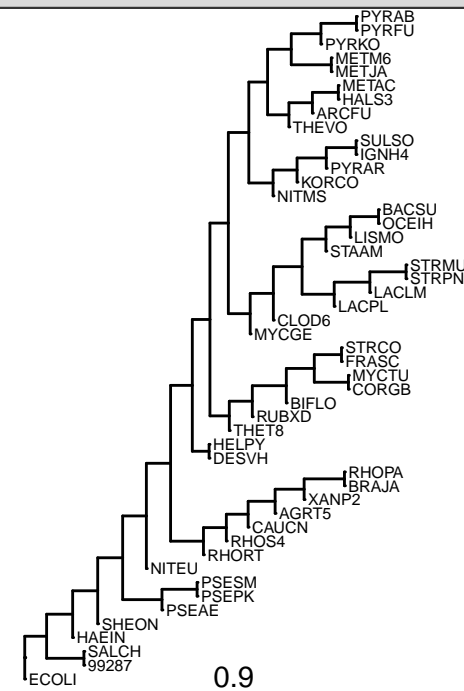 PYRAB
PYRFU
PYRKO
METM6
METJA
METAC
HALS3
ARCFU
THEVO
SULSO
IGNH4
PYRAR
KORCO
NITMS
BACSU
OCEIH
LISMO
STAAM
STRMU
STRPN
LACLM
LACPL
CLOD6
MYCGE
STRCO
FRASC
MYCTU
CORGB
BIFLO
RUBXD
THET8
HELPY
DESVH
RHOPA
BRAJA
XANP2
AGRT5
CAUCN
RHOS4
RHORT
NITEU
PSESM
PSEPK
PSEAE
SHEON
HAEIN
SALCH
99287
ECOLI
0.9